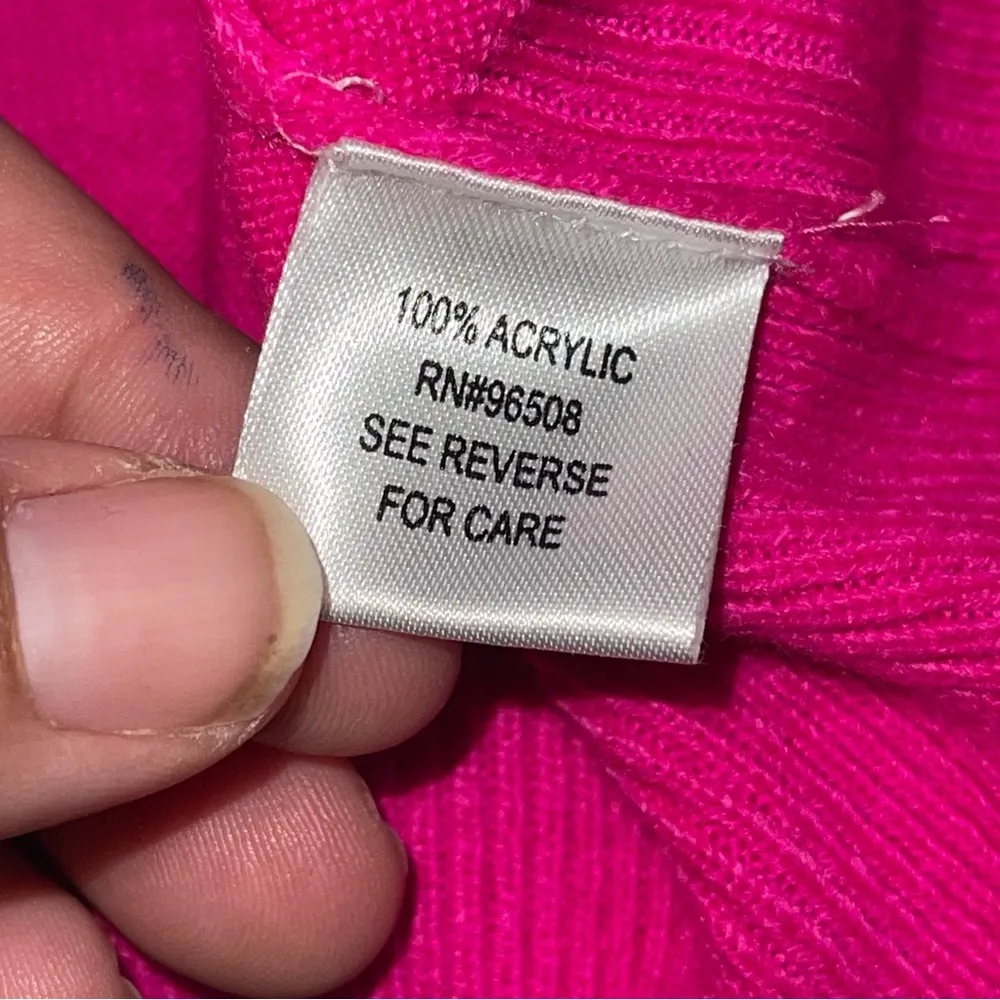 100% ACRYLIC
RN#96508
SEE REVERSE
FOR CARE